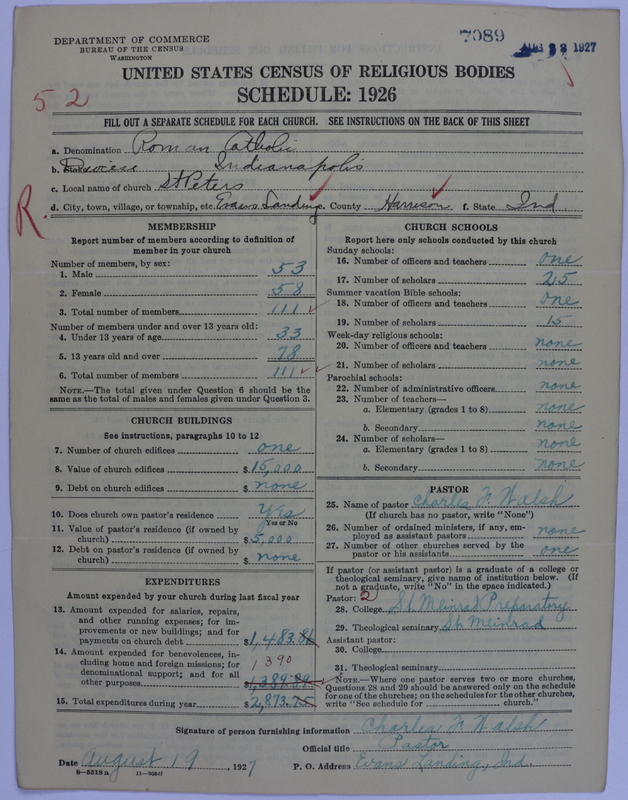 DEPARTMENT OF COMMERCE
BUREAU OF THE CENSUS
WASHINGTON
7089
AUG 22 1927
UNITED STATES CENSUS OF RELIGIOUS BODIES
SCHEDULE: 1926
52
FILL OUT A SEPARATE SCHEDULE FOR EACH CHURCH. SEE INSTRUCTIONS ON THE BACK OF THIS SHEET
a. Denomination Roman Catholic
b. Diocese Indianapolis
c. Local name of church St Peters
d. City, town, village, or township, etc. Evans Landing e. County Harrison f. State Ind
R.
MEMBERSHIP
Report number of members according to definition of
member in your church
Number of members, by sex:
1. Male 53
2. Female 58
3. Total number of members 111
Number of members under and over 13 years old:
4. Under 13 years of age 33
5. 13 years old and over 78
6. Total number of members 111
NOTE.—The total given under Question 6 should be
same as the total of males and females given under Question 3.
CHURCH BUILDINGS
See instructions, paragraphs 10 to 12
7. Number of church edifices one
8. Value of church edifices $15,000
9. Debt on church edifices $ none
10. Does church own pastor's residence Yes
Yes or No
11. Value of pastor's residence (if owned by
church) $5,000
12. Debt on pastor's residence (if owned by
church) $ none
EXPENDITURES
Amount expended by your church during last fiscal year
13. Amount expended for salaries, repairs,
and other running expenses; for im-
provements or new buildings; and for
payments on church debt $1,483.
14. Amount expended for benevolences, in-
cluding home and foreign missions; for 1390
denominational support; and for all
other purposes $1,389.89
15. Total expenditures during year $2,873.
CHURCH SCHOOLS
Report here only schools conducted by this church
Sunday schools:
16. Number of officers and teachers one
17. Number of scholars 25
Summer vacation Bible schools:
18. Number of officers and teachers one
19. Number of scholars 15
Week-day religious schools:
20. Number of officers and teachers none
21. Number of scholars none
Parochial schools:
22. Number of administrative officers none
23. Number of teachers—
a. Elementary (grades 1 to 8) none
b. Secondary none
24. Number of scholars—
a. Elementary (grades 1 to 8) none
b. Secondary none
PASTOR
25. Name of pastor Charles F. Walsh
(If church has no pastor, write "None")
26. Number of ordained ministers, if any, em-
ployed as assistant pastors none
27. Number of other churches served by the
pastor or his assistants one
If pastor (or assistant pastor) is a graduate of a college or
theological seminary, give name of institution below. (If
not a graduate, write "No" in the space indicated.)
Pastor: 2
28. College St. Meinrad Preparatory
29. Theological seminary St. Meinrad
Assistant pastor:
30. College
31. Theological seminary
NOTE.—Where one pastor serves two or more churches,
Questions 28 and 29 should be answered only on the schedule
for one of the churches; on the schedules for the other churches,
write "See schedule for church."
Signature of person furnishing information Charles F. Walsh
Official title Pastor
Date August 19, 1927 P. O. Address Evans Landing, Ind.
8—5518 a